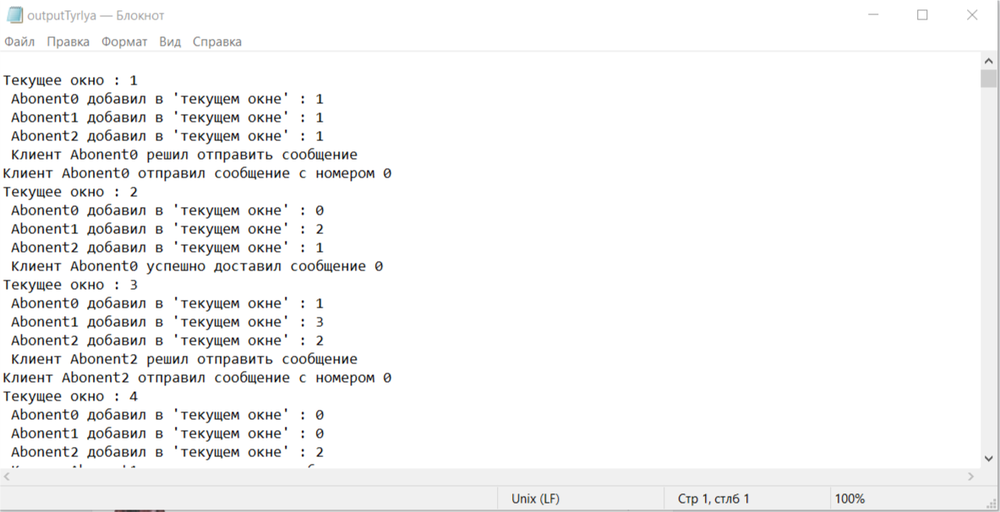 outputTyrlya — Блокнот
Файл Правка Формат Вид Справка
Текущее окно : 1
Abonent0 добавил в 'текущем окне' : 1
Abonent1 добавил в 'текущем окне' : 1
Abonent2 добавил в 'текущем окне' : 1
Клиент Abonent0 решил отправить сообщение
Клиент Abonent0 отправил сообщение с номером 0
Текущее окно : 2
Abonent0 добавил в 'текущем окне' : 0
Abonent1 добавил в 'текущем окне' : 2
Abonent2 добавил в 'текущем окне' : 1
Клиент Abonent0 успешно доставил сообщение 0
Текущее окно : 3
Abonent0 добавил в 'текущем окне' : 1
Abonent1 добавил в 'текущем окне' : 3
Abonent2 добавил в 'текущем окне' : 2
Клиент Abonent2 решил отправить сообщение
Клиент Abonent2 отправил сообщение с номером 0
Текущее окно : 4
Abonent0 добавил в 'текущем окне' : 0
Abonent1 добавил в 'текущем окне' : 0
Abonent2 добавил в 'текущем окне' : 2
Unix (LF) Стр 1, стлб 1 100%